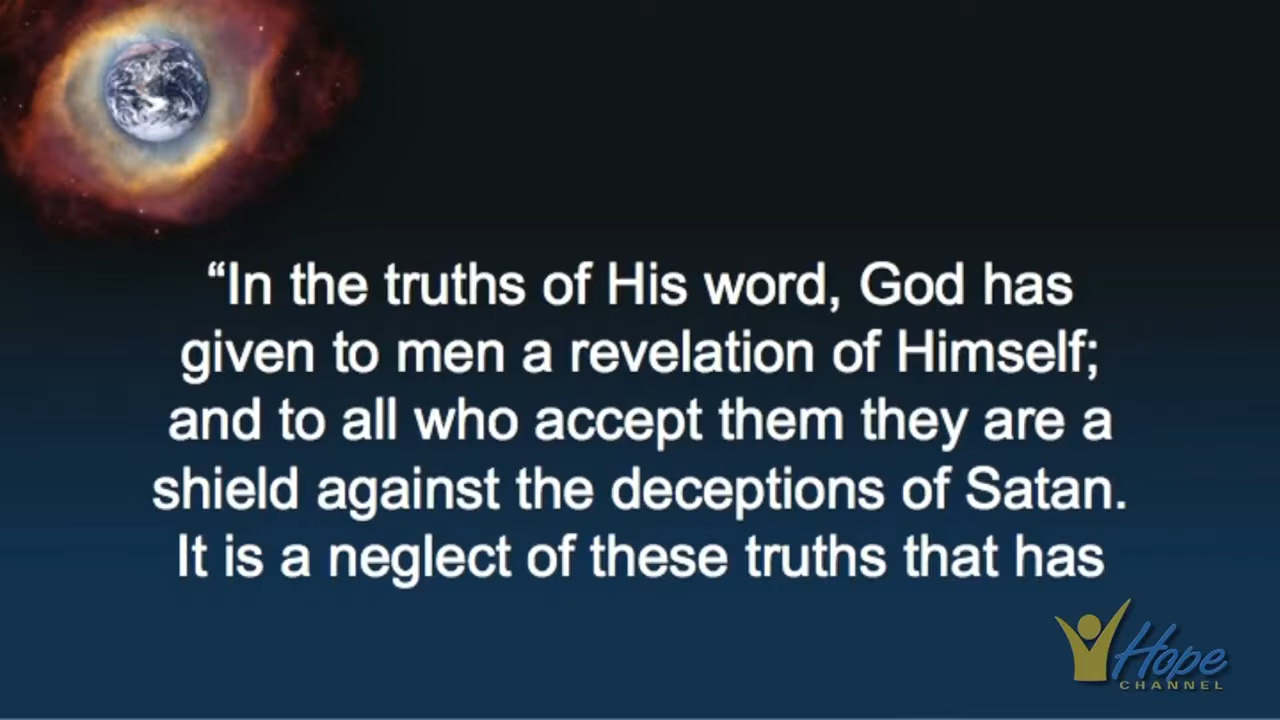 “In the truths of His word, God has
given to men a revelation of Himself;
and to all who accept them they are a
shield against the deceptions of Satan.
It is a neglect of these truths that has
Hope
CHANNEL